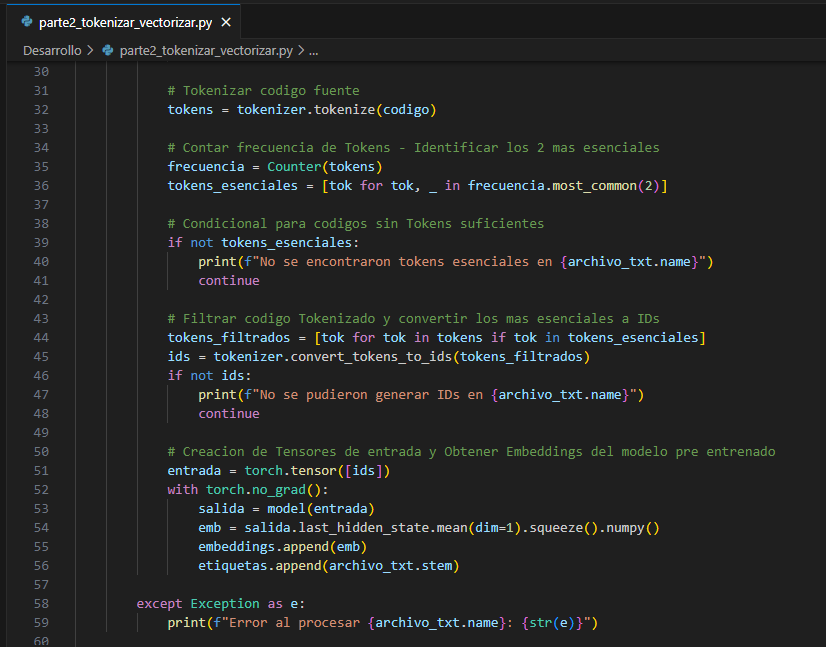 parte2_tokenizar_vectorizar.py ×
Desarrollo > parte2_tokenizar_vectorizar.py > ...
30
31 # Tokenizar codigo fuente
32 tokens = tokenizer.tokenize(codigo)
33
34 # Contar frecuencia de Tokens - Identificar los 2 mas esenciales
35 frecuencia = Counter(tokens)
36 tokens_esenciales = [tok for tok, _ in frecuencia.most_common(2)]
37
38 # Condicional para codigos sin Tokens suficientes
39 if not tokens_esenciales:
40 print(f"No se encontraron tokens esenciales en {archivo_txt.name}")
41 continue
42
43 # Filtrar codigo Tokenizado y convertir los mas esenciales a IDs
44 tokens_filtrados = [tok for tok in tokens if tok in tokens_esenciales]
45 ids = tokenizer.convert_tokens_to_ids(tokens_filtrados)
46 if not ids:
47 print(f"No se pudieron generar IDs en {archivo_txt.name}")
48 continue
49
50 # Creacion de Tensores de entrada y Obtener Embeddings del modelo pre entrenado
51 entrada = torch.tensor([ids])
52 with torch.no_grad():
53 salida = model(entrada)
54 emb = salida.last_hidden_state.mean(dim=1).squeeze().numpy()
55 embeddings.append(emb)
56 etiquetas.append(archivo_txt.stem)
57
58 except Exception as e:
59 print(f"Error al procesar {archivo_txt.name}: {str(e)}")
60